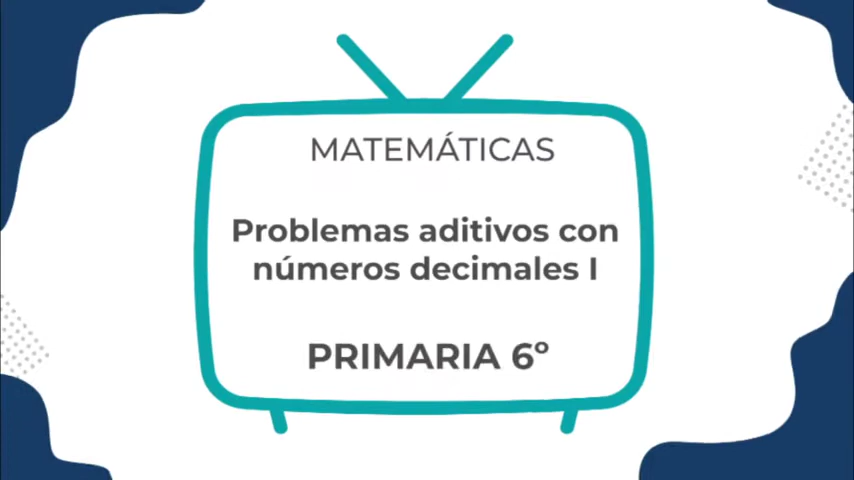 MATEMÁTICAS
Problemas aditivos con
números decimales I
PRIMARIA 6º